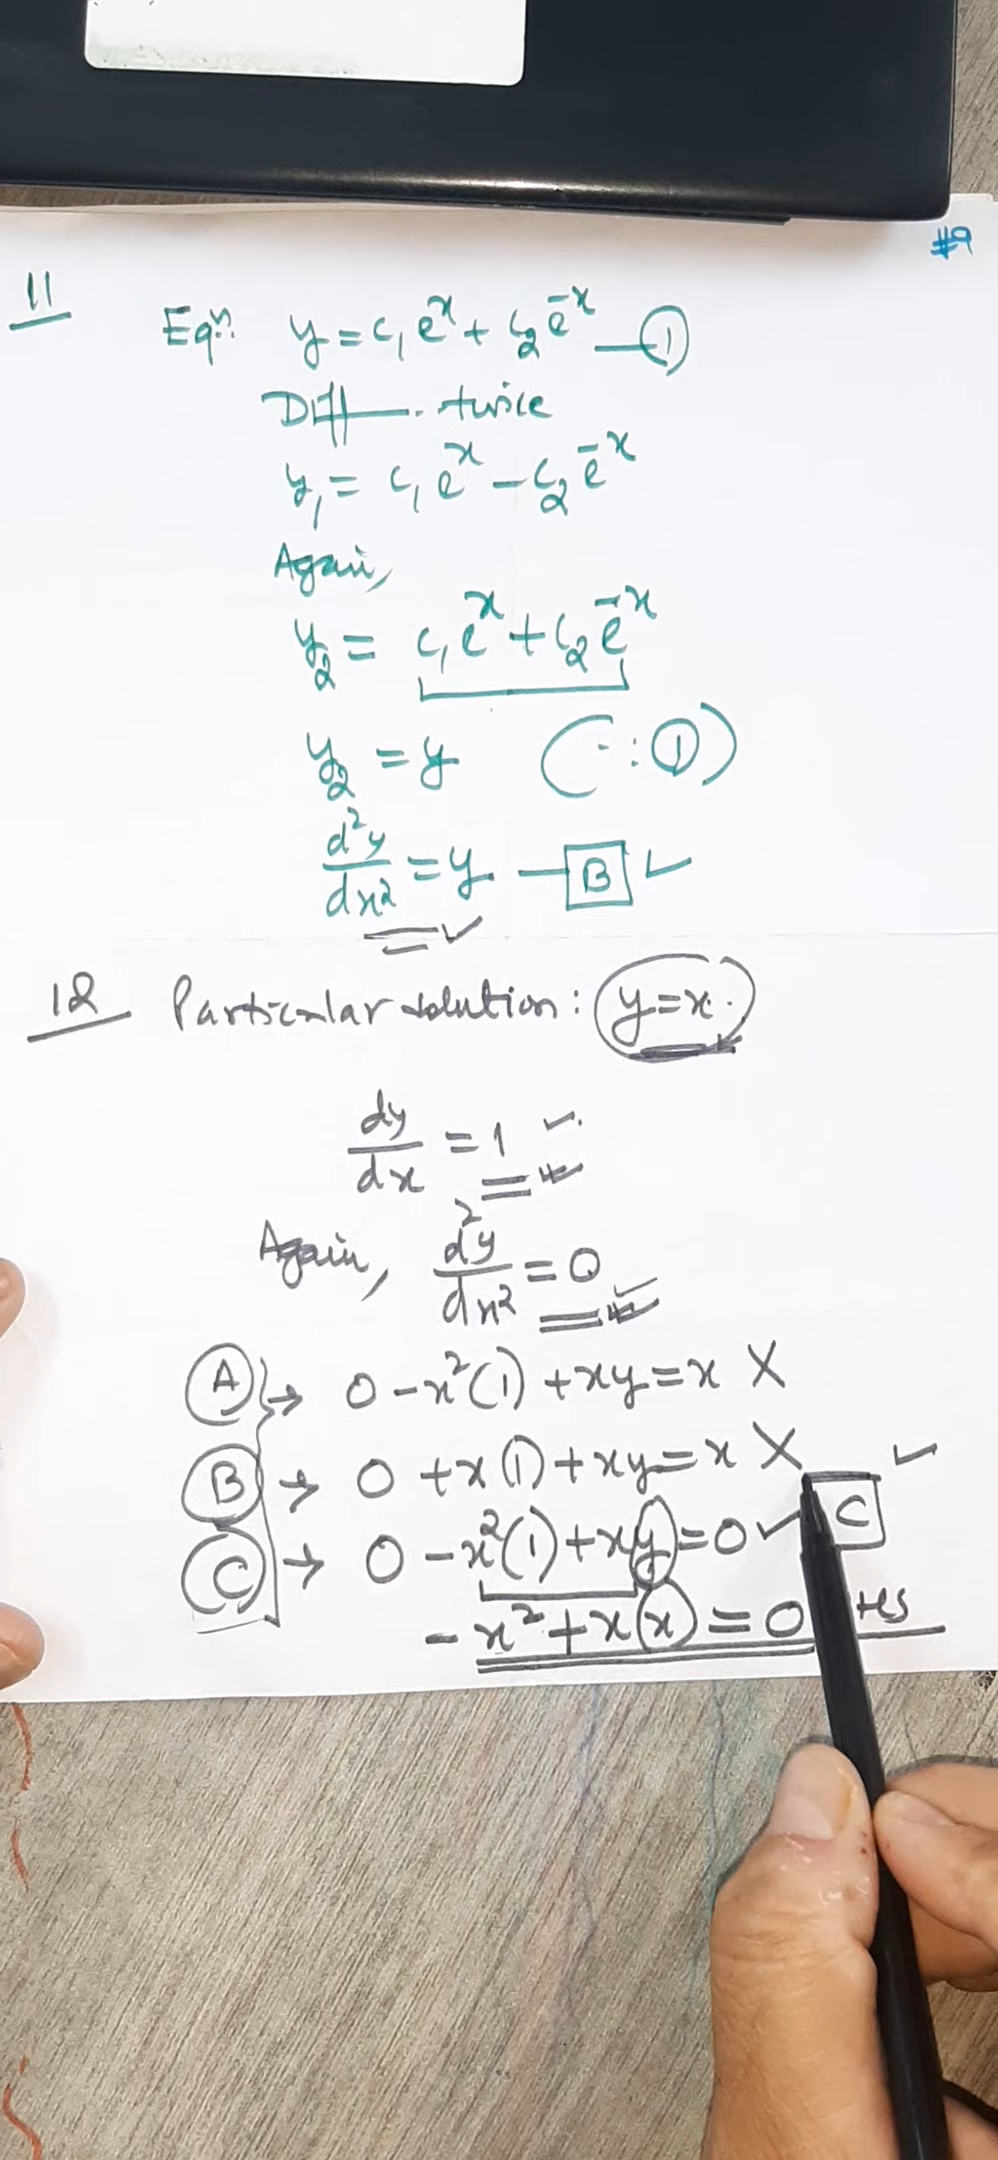 #9
11
Eqn: y = c₁eˣ + c₂e⁻ˣ — ①
Diff. twice
y₁ = c₁eˣ − c₂e⁻ˣ
Again,
y₂ = c₁eˣ + c₂e⁻ˣ
y₂ = y (∵ ①)
d²y/dx² = y — B ✓
12 Particular solution: y = x.
dy/dx = 1 ✓
Again, d²y/dx² = 0
A → 0 − x²(1) + xy = x X
B → 0 + x(1) + xy = x X ✓
C → 0 − x²(1) + xy = 0 ✓ C
− x² + x(x) = 0